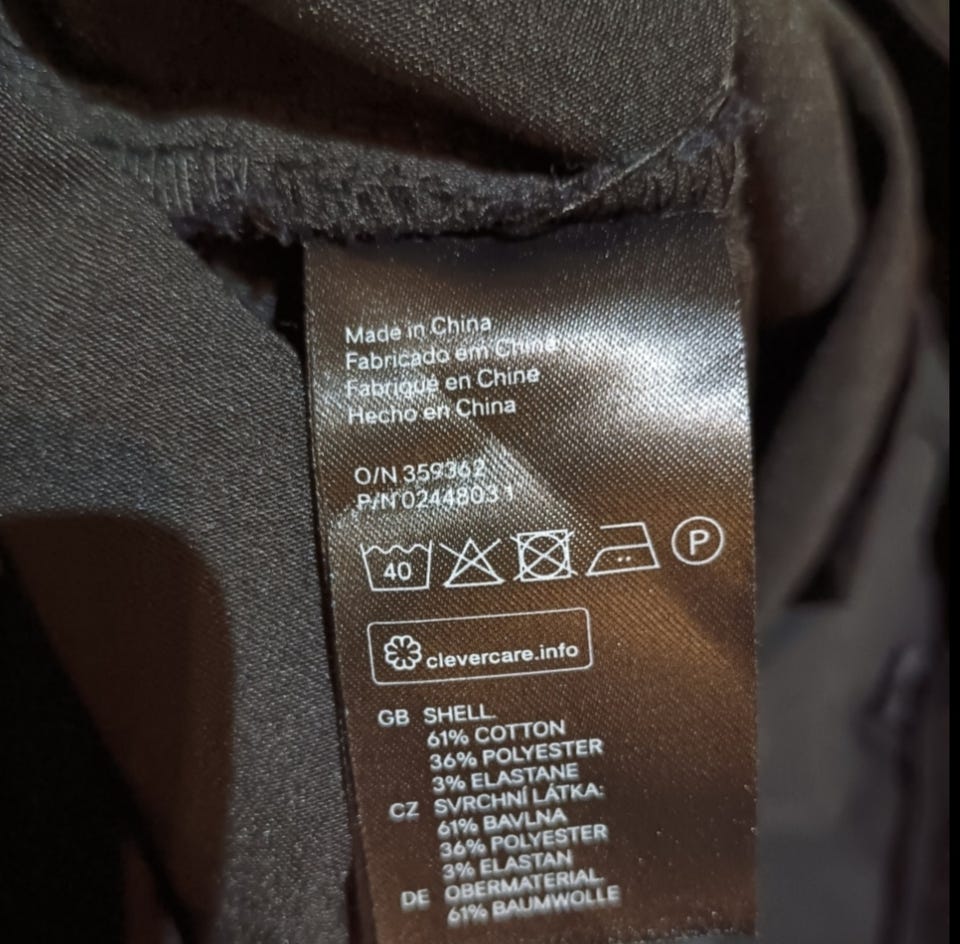 Made in China
Fabricado em China
Fabriqué en Chine
Hecho en China
O/N 359362
P/N 0244803 1
40 P
clevercare.info
GB SHELL
61% COTTON
36% POLYESTER
3% ELASTANE
CZ SVRCHNÍ LÁTKA:
61% BAVLNA
36% POLYESTER
3% ELASTAN
DE OBERMATERIAL
61% BAUMWOLLE